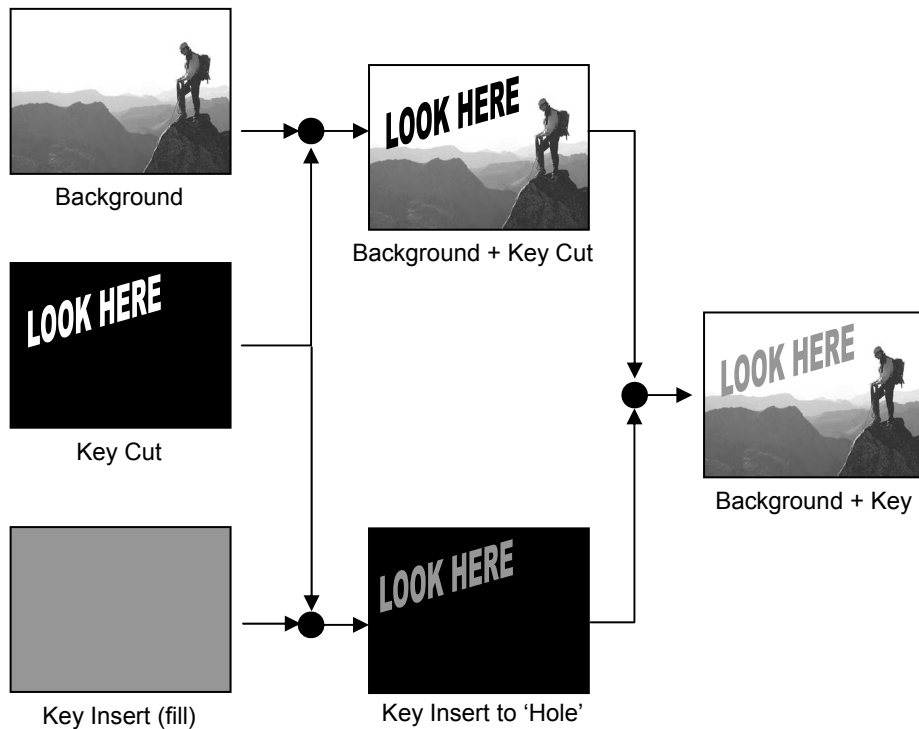 LOOK HERE
Background
Background + Key Cut
LOOK HERE
LOOK HERE
Key Cut
Background + Key
LOOK HERE
Key Insert (fill)
Key Insert to ‘Hole’